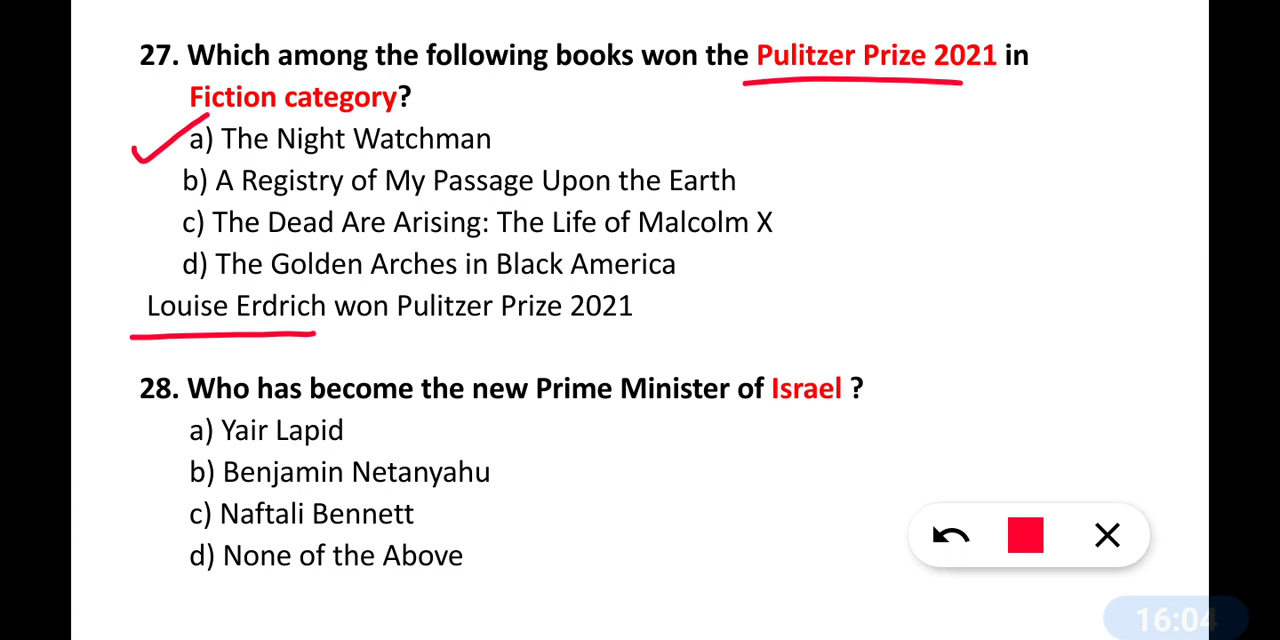 27. Which among the following books won the Pulitzer Prize 2021 in
Fiction category?
a) The Night Watchman
b) A Registry of My Passage Upon the Earth
c) The Dead Are Arising: The Life of Malcolm X
d) The Golden Arches in Black America
Louise Erdrich won Pulitzer Prize 2021
28. Who has become the new Prime Minister of Israel ?
a) Yair Lapid
b) Benjamin Netanyahu
c) Naftali Bennett
d) None of the Above
16:04